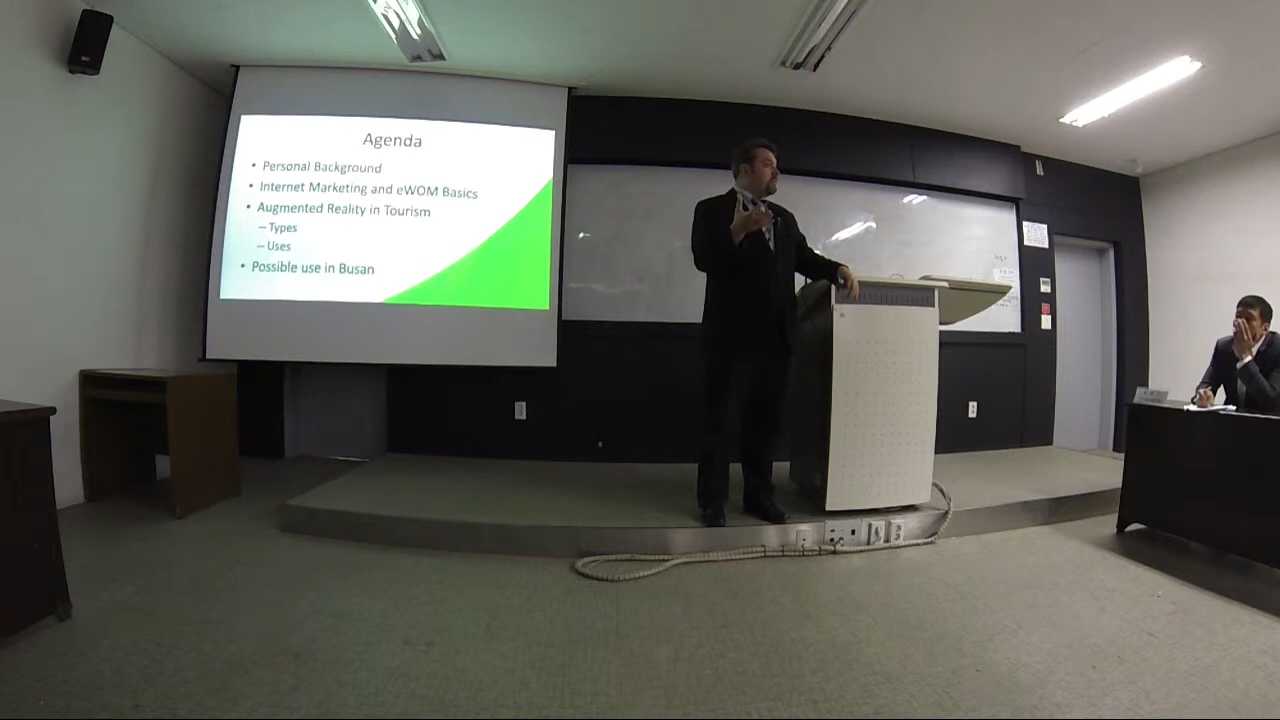 Agenda
• Personal Background
• Internet Marketing and eWOM Basics
• Augmented Reality in Tourism
– Types
– Uses
• Possible use in Busan